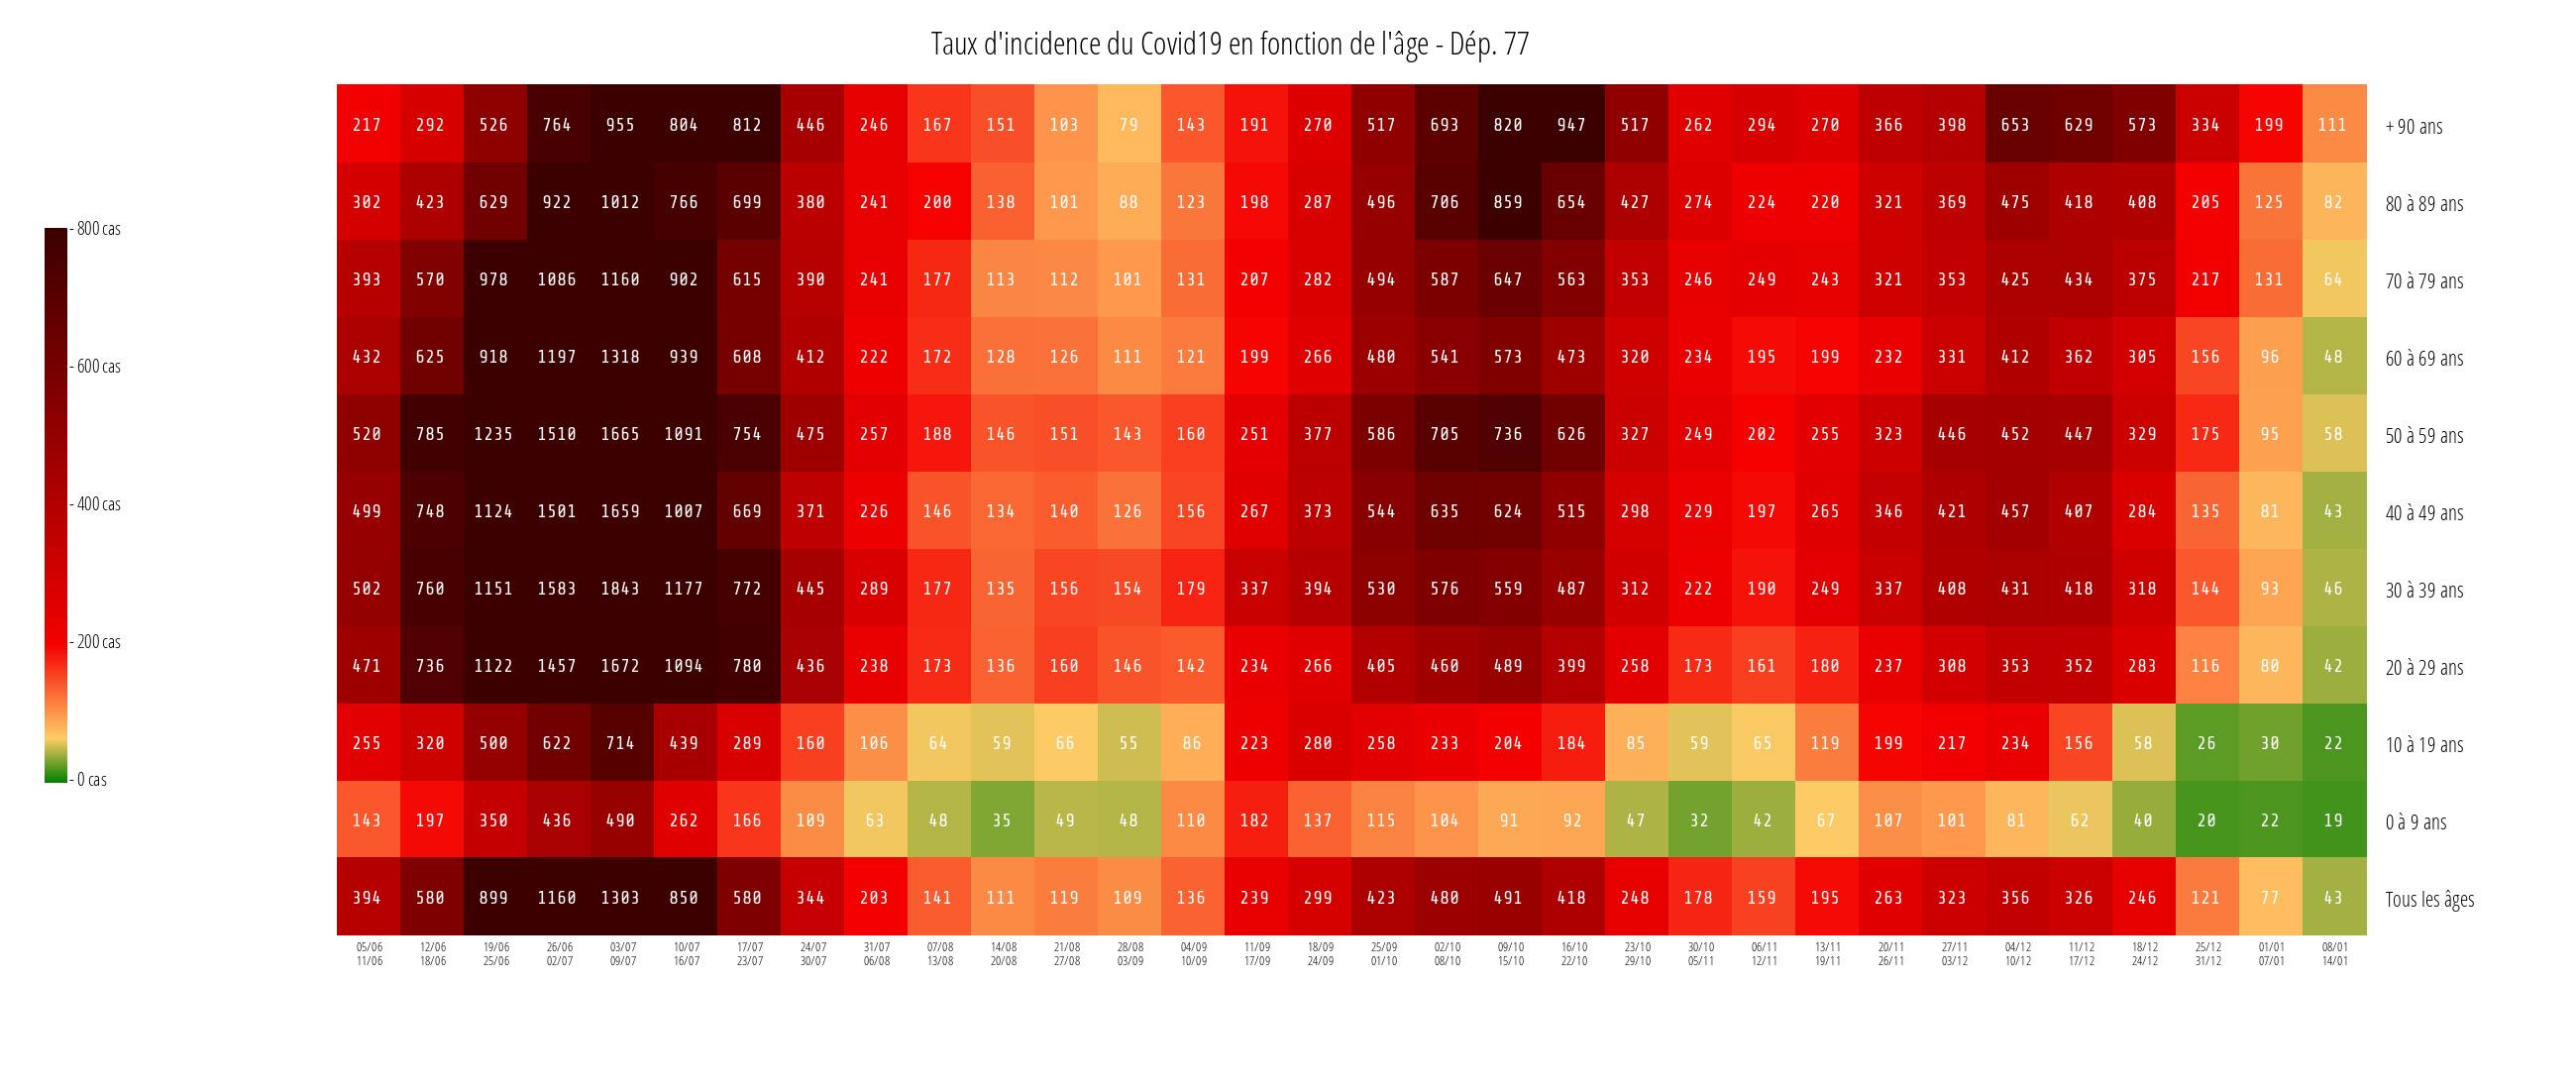 Taux d'incidence du Covid19 en fonction de l'âge - Dép. 77
- 800 cas
- 600 cas
- 400 cas
- 200 cas
- 0 cas
217 292 526 764 955 804 812 446 246 167 151 103 79 143 191 270 517 693 820 947 517 262 294 270 366 398 653 629 573 334 199 111 + 90 ans
302 423 629 922 1012 766 699 380 241 200 138 101 88 123 198 287 496 706 859 654 427 274 224 220 321 369 475 418 408 205 125 82 80 à 89 ans
393 570 978 1086 1160 902 615 390 241 177 113 112 101 131 207 282 494 587 647 563 353 246 249 243 321 353 425 434 375 217 131 64 70 à 79 ans
432 625 918 1197 1318 939 608 412 222 172 128 126 111 121 199 266 480 541 573 473 320 234 195 199 232 331 412 362 305 156 96 48 60 à 69 ans
520 785 1235 1510 1665 1091 754 475 257 188 146 151 143 160 251 377 586 705 736 626 327 249 202 255 323 446 452 447 329 175 95 58 50 à 59 ans
499 748 1124 1501 1659 1007 669 371 226 146 134 140 126 156 267 373 544 635 624 515 298 229 197 265 346 421 457 407 284 135 81 43 40 à 49 ans
502 760 1151 1583 1843 1177 772 445 289 177 135 156 154 179 337 394 530 576 559 487 312 222 190 249 337 408 431 418 318 144 93 46 30 à 39 ans
471 736 1122 1457 1672 1094 780 436 238 173 136 160 146 142 234 266 405 460 489 399 258 173 161 180 237 308 353 352 283 116 80 42 20 à 29 ans
255 320 500 622 714 439 289 160 106 64 59 66 55 86 223 280 258 233 204 184 85 59 65 119 199 217 234 156 58 26 30 22 10 à 19 ans
143 197 350 436 490 262 166 109 63 48 35 49 48 110 182 137 115 104 91 92 47 32 42 67 107 101 81 62 40 20 22 19 0 à 9 ans
394 580 899 1160 1303 850 580 344 203 141 111 119 109 136 239 299 423 480 491 418 248 178 159 195 263 323 356 326 246 121 77 43 Tous les âges
05/06 12/06 19/06 26/06 03/07 10/07 17/07 24/07 31/07 07/08 14/08 21/08 28/08 04/09 11/09 18/09 25/09 02/10 09/10 16/10 23/10 30/10 06/11 13/11 20/11 27/11 04/12 11/12 18/12 25/12 01/01 08/01
11/06 18/06 25/06 02/07 09/07 16/07 23/07 30/07 06/08 13/08 20/08 27/08 03/09 10/09 17/09 24/09 01/10 08/10 15/10 22/10 29/10 05/11 12/11 19/11 26/11 03/12 10/12 17/12 24/12 31/12 07/01 14/01